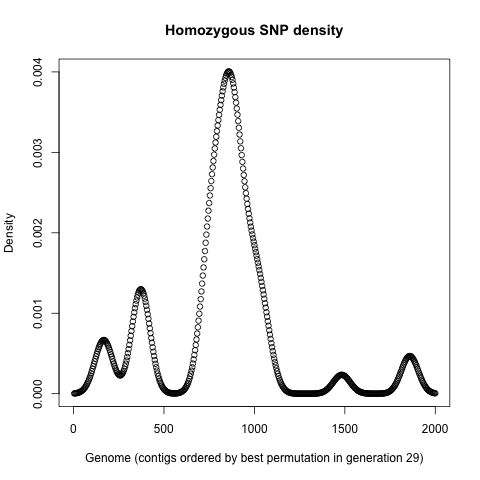 Homozygous SNP density
0.004
0.003
0.002
0.001
0.000
Density
0 500 1000 1500 2000
Genome (contigs ordered by best permutation in generation 29)